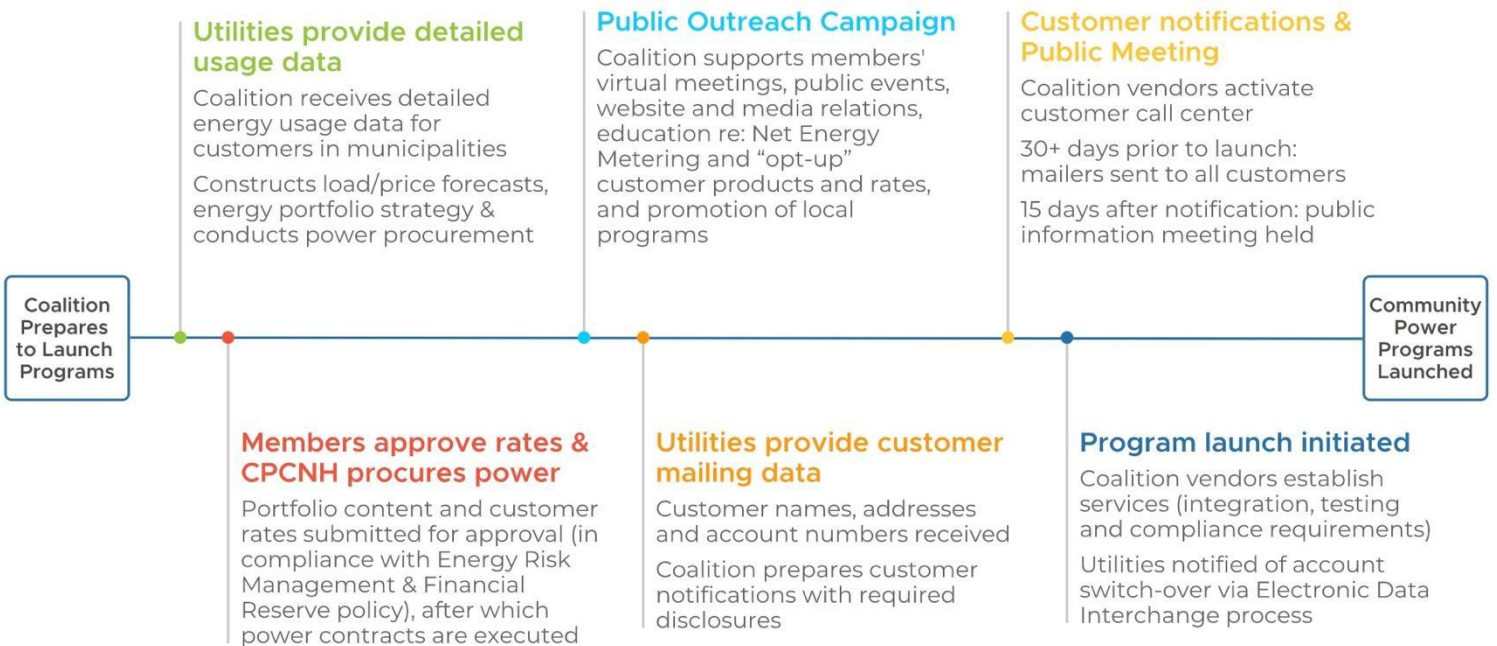 Coalition
Prepares
to Launch
Programs
Utilities provide detailed
usage data
Coalition receives detailed
energy usage data for
customers in municipalities
Constructs load/price forecasts,
energy portfolio strategy &
conducts power procurement
Members approve rates &
CPCNH procures power
Portfolio content and customer
rates submitted for approval (in
compliance with Energy Risk
Management & Financial
Reserve policy), after which
power contracts are executed
Public Outreach Campaign
Coalition supports members'
virtual meetings, public events,
website and media relations,
education re: Net Energy
Metering and “opt-up”
customer products and rates,
and promotion of local
programs
Utilities provide customer
mailing data
Customer names, addresses
and account numbers received
Coalition prepares customer
notifications with required
disclosures
Customer notifications &
Public Meeting
Coalition vendors activate
customer call center
30+ days prior to launch:
mailers sent to all customers
15 days after notification: public
information meeting held
Program launch initiated
Coalition vendors establish
services (integration, testing
and compliance requirements)
Utilities notified of account
switch-over via Electronic Data
Interchange process
Community
Power
Programs
Launched